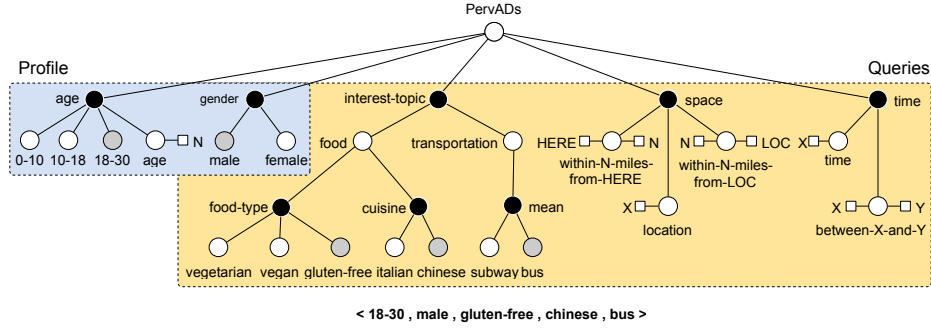 PervADs
Profile
Queries
age
gender
interest-topic
space
time
0-10
10-18
18-30
age
N
male
female
food
transportation
HERE
N
within-N-miles-
from-HERE
N
LOC
within-N-miles-
from-LOC
X
time
food-type
cuisine
mean
X
location
X
Y
between-X-and-Y
vegetarian
vegan
gluten-free
italian
chinese
subway
bus
< 18-30 , male , gluten-free , chinese , bus >